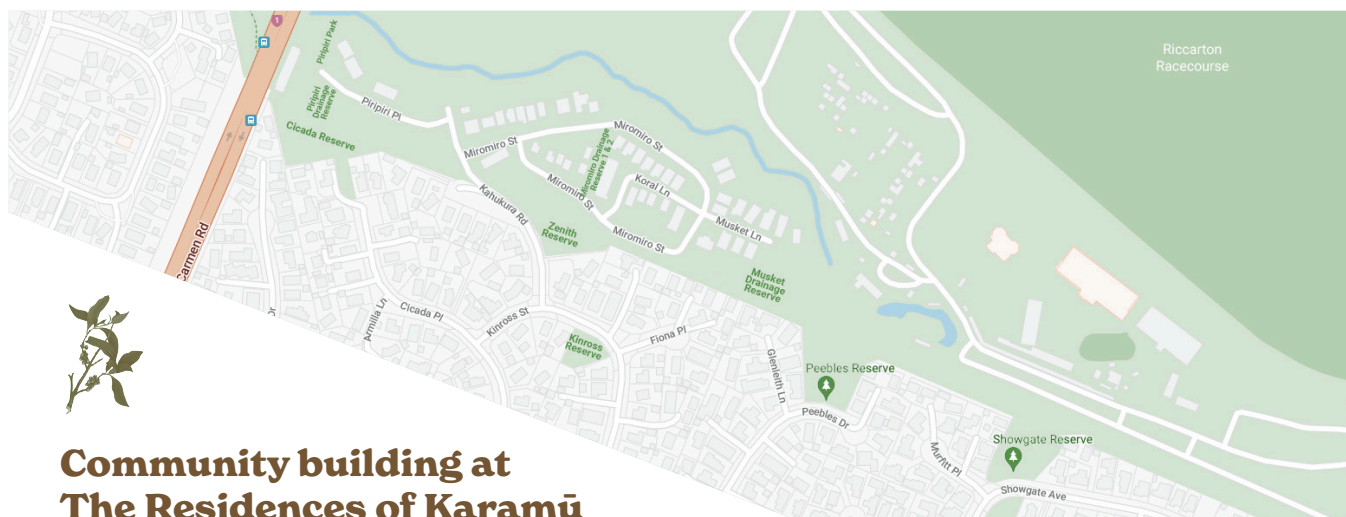 1
Riccarton
Racecourse
Piripiri Park
Piripiri
Drainage
Reserve
Piripiri Pl
Cicada Reserve
Miromiro St
Miromiro St
Miromiro Drainage
Reserve 1 & 2
Miromiro St
Koral Ln
Musket Ln
Miromiro St
Kahukura Rd
Zenith
Reserve
Musket
Drainage
Reserve
Carmen Rd
Dr
Armilla Ln
Cicada Pl
Kinross St
Kinross
Reserve
Fiona Pl
Glenleith Ln
Peebles Reserve
Peebles Dr
Murfitt Pl
Showgate Reserve
Showgate Ave
Community building at
The Residences of Karamū